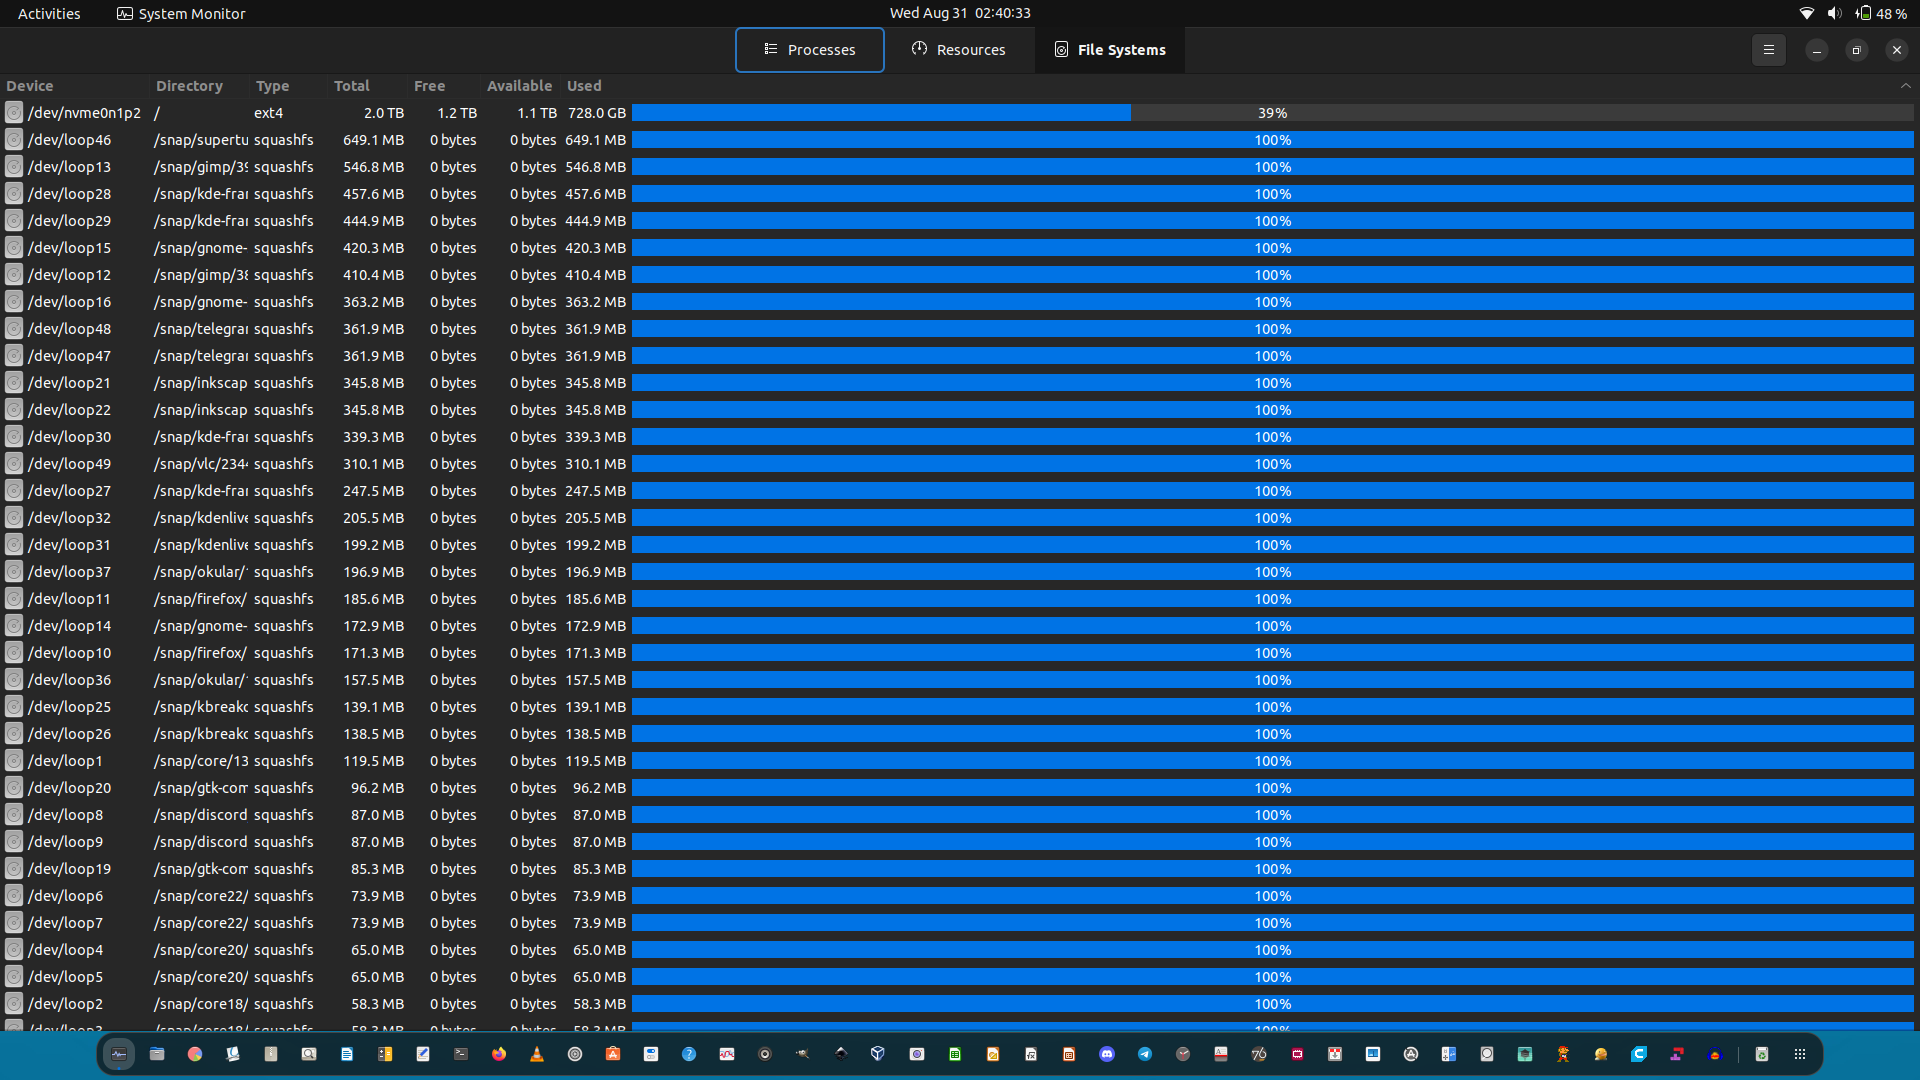 Activities System Monitor Wed Aug 31 02:40:33 48 %
Processes Resources File Systems
Device Directory Type Total Free Available Used
/dev/nvme0n1p2 / ext4 2.0 TB 1.2 TB 1.1 TB 728.0 GB 39%
/dev/loop46 /snap/supertu squashfs 649.1 MB 0 bytes 0 bytes 649.1 MB 100%
/dev/loop13 /snap/gimp/39 squashfs 546.8 MB 0 bytes 0 bytes 546.8 MB 100%
/dev/loop28 /snap/kde-frar squashfs 457.6 MB 0 bytes 0 bytes 457.6 MB 100%
/dev/loop29 /snap/kde-frar squashfs 444.9 MB 0 bytes 0 bytes 444.9 MB 100%
/dev/loop15 /snap/gnome- squashfs 420.3 MB 0 bytes 0 bytes 420.3 MB 100%
/dev/loop12 /snap/gimp/38 squashfs 410.4 MB 0 bytes 0 bytes 410.4 MB 100%
/dev/loop16 /snap/gnome- squashfs 363.2 MB 0 bytes 0 bytes 363.2 MB 100%
/dev/loop48 /snap/telegrar squashfs 361.9 MB 0 bytes 0 bytes 361.9 MB 100%
/dev/loop47 /snap/telegrar squashfs 361.9 MB 0 bytes 0 bytes 361.9 MB 100%
/dev/loop21 /snap/inkscap squashfs 345.8 MB 0 bytes 0 bytes 345.8 MB 100%
/dev/loop22 /snap/inkscap squashfs 345.8 MB 0 bytes 0 bytes 345.8 MB 100%
/dev/loop30 /snap/kde-frar squashfs 339.3 MB 0 bytes 0 bytes 339.3 MB 100%
/dev/loop49 /snap/vlc/2344 squashfs 310.1 MB 0 bytes 0 bytes 310.1 MB 100%
/dev/loop27 /snap/kde-frar squashfs 247.5 MB 0 bytes 0 bytes 247.5 MB 100%
/dev/loop32 /snap/kdenlive squashfs 205.5 MB 0 bytes 0 bytes 205.5 MB 100%
/dev/loop31 /snap/kdenlive squashfs 199.2 MB 0 bytes 0 bytes 199.2 MB 100%
/dev/loop37 /snap/okular/1 squashfs 196.9 MB 0 bytes 0 bytes 196.9 MB 100%
/dev/loop11 /snap/firefox/ squashfs 185.6 MB 0 bytes 0 bytes 185.6 MB 100%
/dev/loop14 /snap/gnome- squashfs 172.9 MB 0 bytes 0 bytes 172.9 MB 100%
/dev/loop10 /snap/firefox/ squashfs 171.3 MB 0 bytes 0 bytes 171.3 MB 100%
/dev/loop36 /snap/okular/1 squashfs 157.5 MB 0 bytes 0 bytes 157.5 MB 100%
/dev/loop25 /snap/kbreako squashfs 139.1 MB 0 bytes 0 bytes 139.1 MB 100%
/dev/loop26 /snap/kbreako squashfs 138.5 MB 0 bytes 0 bytes 138.5 MB 100%
/dev/loop1 /snap/core/13 squashfs 119.5 MB 0 bytes 0 bytes 119.5 MB 100%
/dev/loop20 /snap/gtk-com squashfs 96.2 MB 0 bytes 0 bytes 96.2 MB 100%
/dev/loop8 /snap/discord squashfs 87.0 MB 0 bytes 0 bytes 87.0 MB 100%
/dev/loop9 /snap/discord squashfs 87.0 MB 0 bytes 0 bytes 87.0 MB 100%
/dev/loop19 /snap/gtk-com squashfs 85.3 MB 0 bytes 0 bytes 85.3 MB 100%
/dev/loop6 /snap/core22/ squashfs 73.9 MB 0 bytes 0 bytes 73.9 MB 100%
/dev/loop7 /snap/core22/ squashfs 73.9 MB 0 bytes 0 bytes 73.9 MB 100%
/dev/loop4 /snap/core20/ squashfs 65.0 MB 0 bytes 0 bytes 65.0 MB 100%
/dev/loop5 /snap/core20/ squashfs 65.0 MB 0 bytes 0 bytes 65.0 MB 100%
/dev/loop2 /snap/core18/ squashfs 58.3 MB 0 bytes 0 bytes 58.3 MB 100%
/dev/loop3 /snap/core18/ squashfs 58.3 MB 0 bytes 0 bytes 58.3 MB 100%